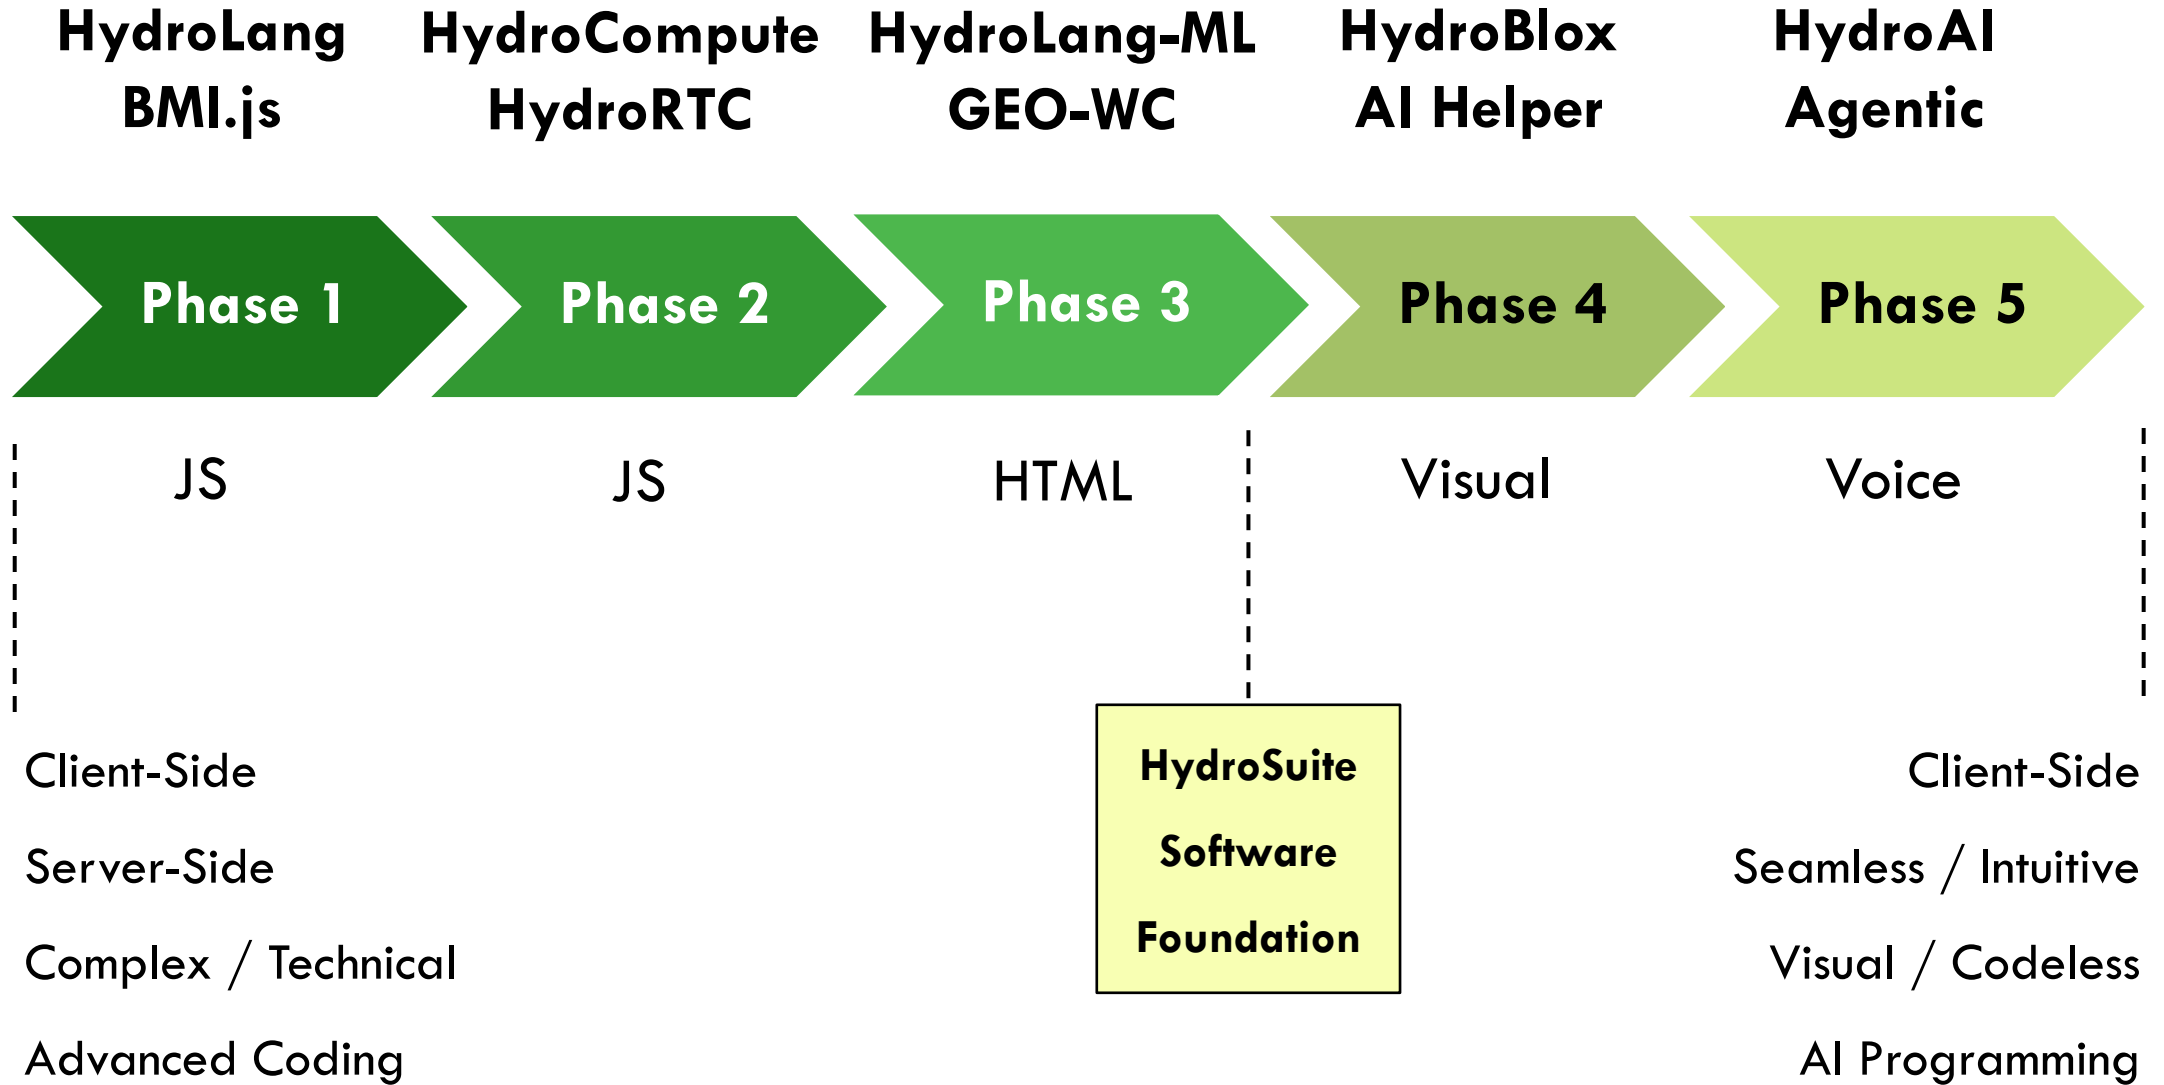 HydroLang
BMI.js
HydroCompute
HydroRTC
HydroLang-ML
GEO-WC
HydroBlox
AI Helper
HydroAI
Agentic
Phase 1
Phase 2
Phase 3
Phase 4
Phase 5
JS
JS
HTML
Visual
Voice
Client-Side
Server-Side
Complex / Technical
Advanced Coding
HydroSuite
Software
Foundation
Client-Side
Seamless / Intuitive
Visual / Codeless
AI Programming